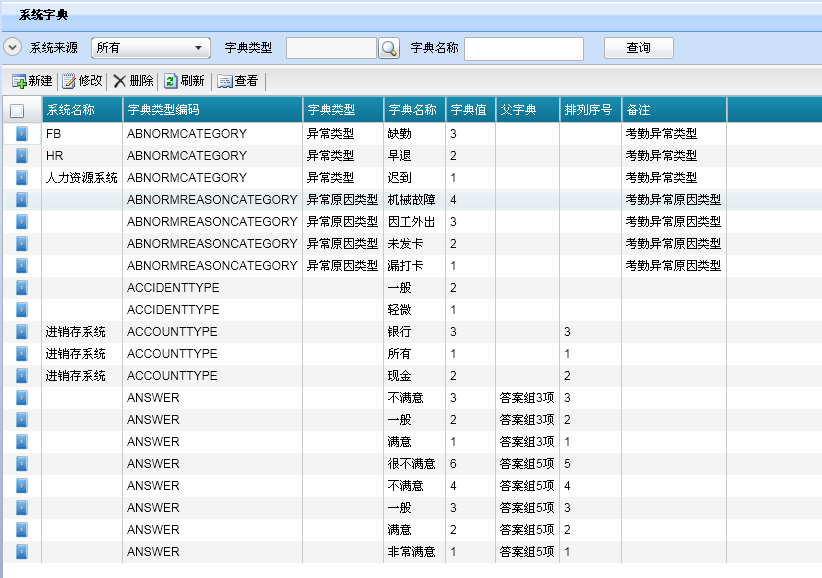 系统字典
系统来源 所有 字典类型 字典名称 查询
新建 修改 删除 刷新 查看
系统名称 字典类型编码 字典类型 字典名称 字典值 父字典 排列序号 备注
FB ABNORMCATEGORY 异常类型 缺勤 3 考勤异常类型
HR ABNORMCATEGORY 异常类型 早退 2 考勤异常类型
人力资源系统 ABNORMCATEGORY 异常类型 迟到 1 考勤异常类型
ABNORMREASONCATEGORY 异常原因类型 机械故障 4 考勤异常原因类型
ABNORMREASONCATEGORY 异常原因类型 因工外出 3 考勤异常原因类型
ABNORMREASONCATEGORY 异常原因类型 未发卡 2 考勤异常原因类型
ABNORMREASONCATEGORY 异常原因类型 漏打卡 1 考勤异常原因类型
ACCIDENTTYPE 一般 2
ACCIDENTTYPE 轻微 1
进销存系统 ACCOUNTTYPE 银行 3 3
进销存系统 ACCOUNTTYPE 所有 1 1
进销存系统 ACCOUNTTYPE 现金 2 2
ANSWER 不满意 3 答案组3项 3
ANSWER 一般 2 答案组3项 2
ANSWER 满意 1 答案组3项 1
ANSWER 很不满意 6 答案组5项 5
ANSWER 不满意 4 答案组5项 4
ANSWER 一般 3 答案组5项 3
ANSWER 满意 2 答案组5项 2
ANSWER 非常满意 1 答案组5项 1